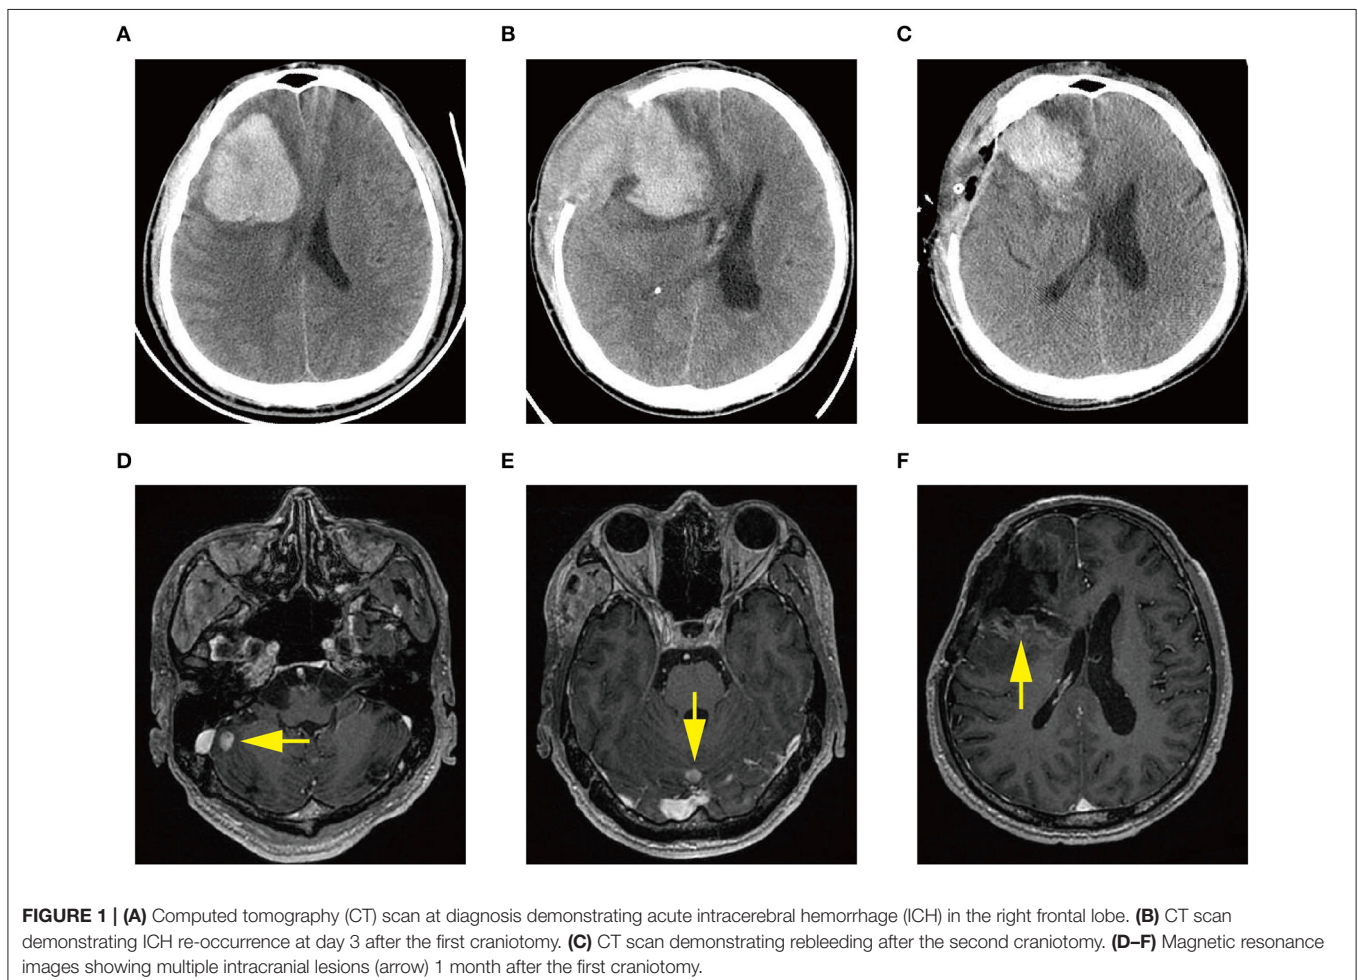 A
B
C
D
E
F
FIGURE 1 | (A) Computed tomography (CT) scan at diagnosis demonstrating acute intracerebral hemorrhage (ICH) in the right frontal lobe. (B) CT scan
demonstrating ICH re-occurrence at day 3 after the first craniotomy. (C) CT scan demonstrating rebleeding after the second craniotomy. (D–F) Magnetic resonance
images showing multiple intracranial lesions (arrow) 1 month after the first craniotomy.